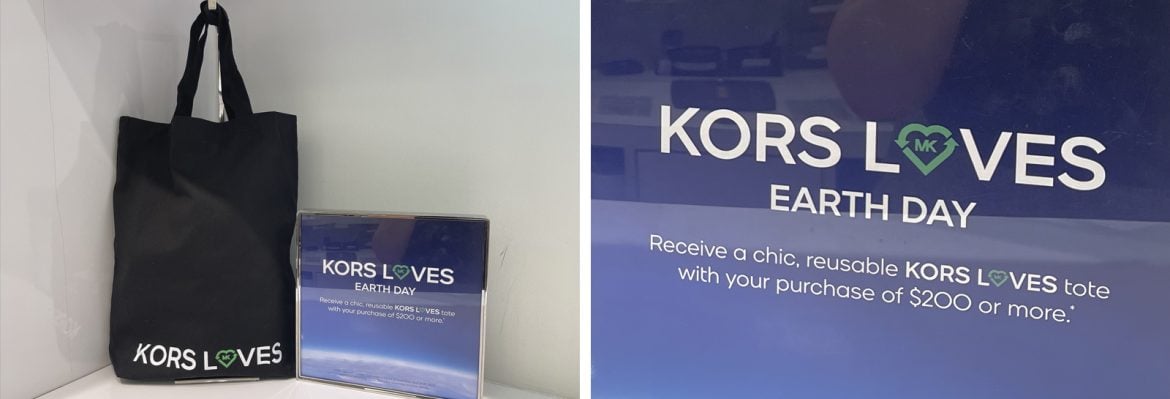 KORS LOVES
KORS LOVES
EARTH DAY
Receive a chic, reusable KORS LOVES tote
with your purchase of $200 or more.*
KORS LOVES
MK
EARTH DAY
Receive a chic, reusable KORS LOVES tote
with your purchase of $200 or more.*